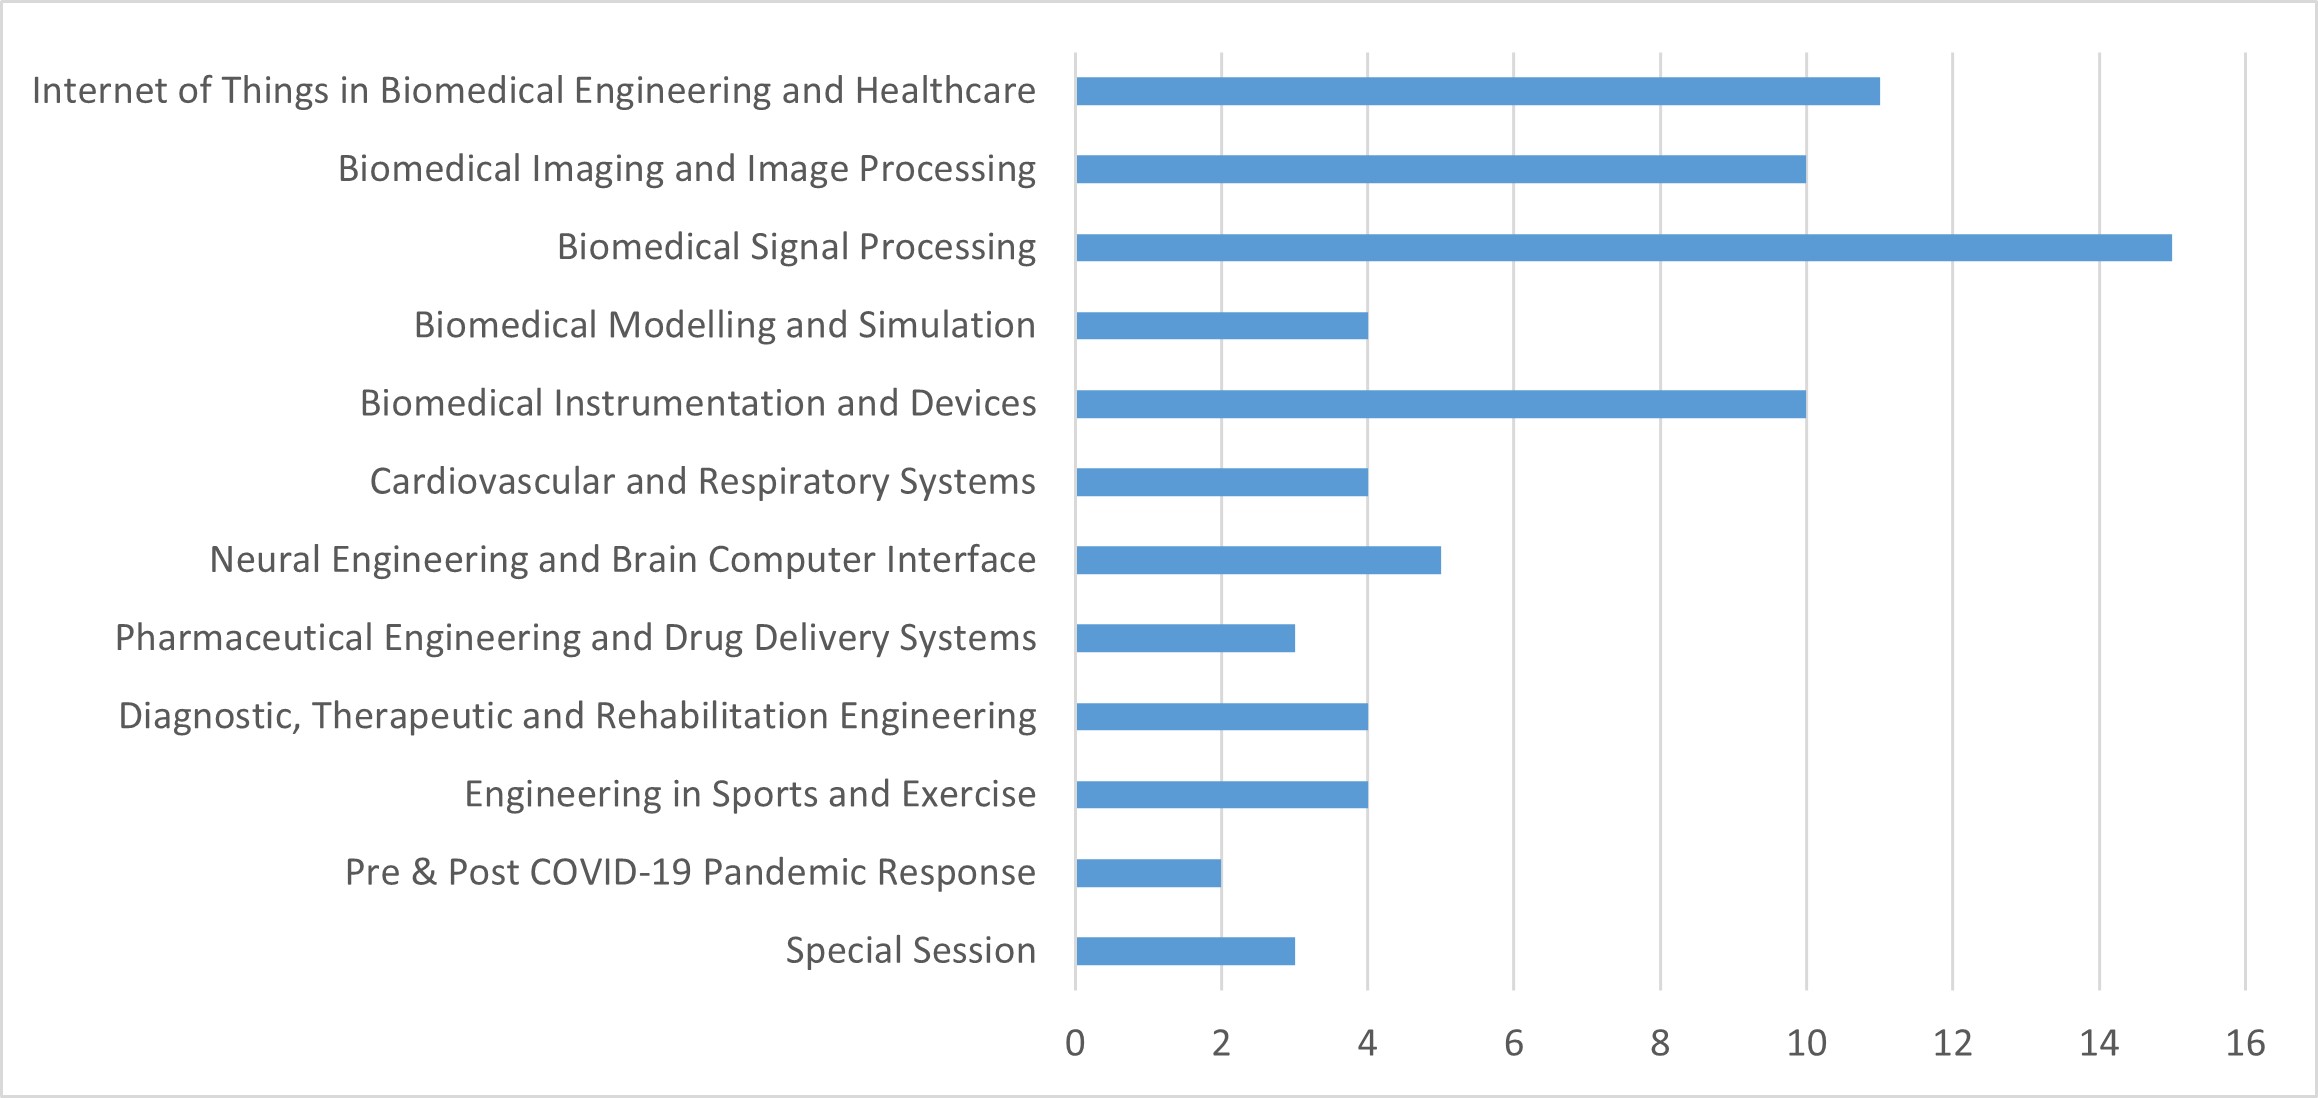 Internet of Things in Biomedical Engineering and Healthcare
Biomedical Imaging and Image Processing
Biomedical Signal Processing
Biomedical Modelling and Simulation
Biomedical Instrumentation and Devices
Cardiovascular and Respiratory Systems
Neural Engineering and Brain Computer Interface
Pharmaceutical Engineering and Drug Delivery Systems
Diagnostic, Therapeutic and Rehabilitation Engineering
Engineering in Sports and Exercise
Pre & Post COVID-19 Pandemic Response
Special Session
0 2 4 6 8 10 12 14 16